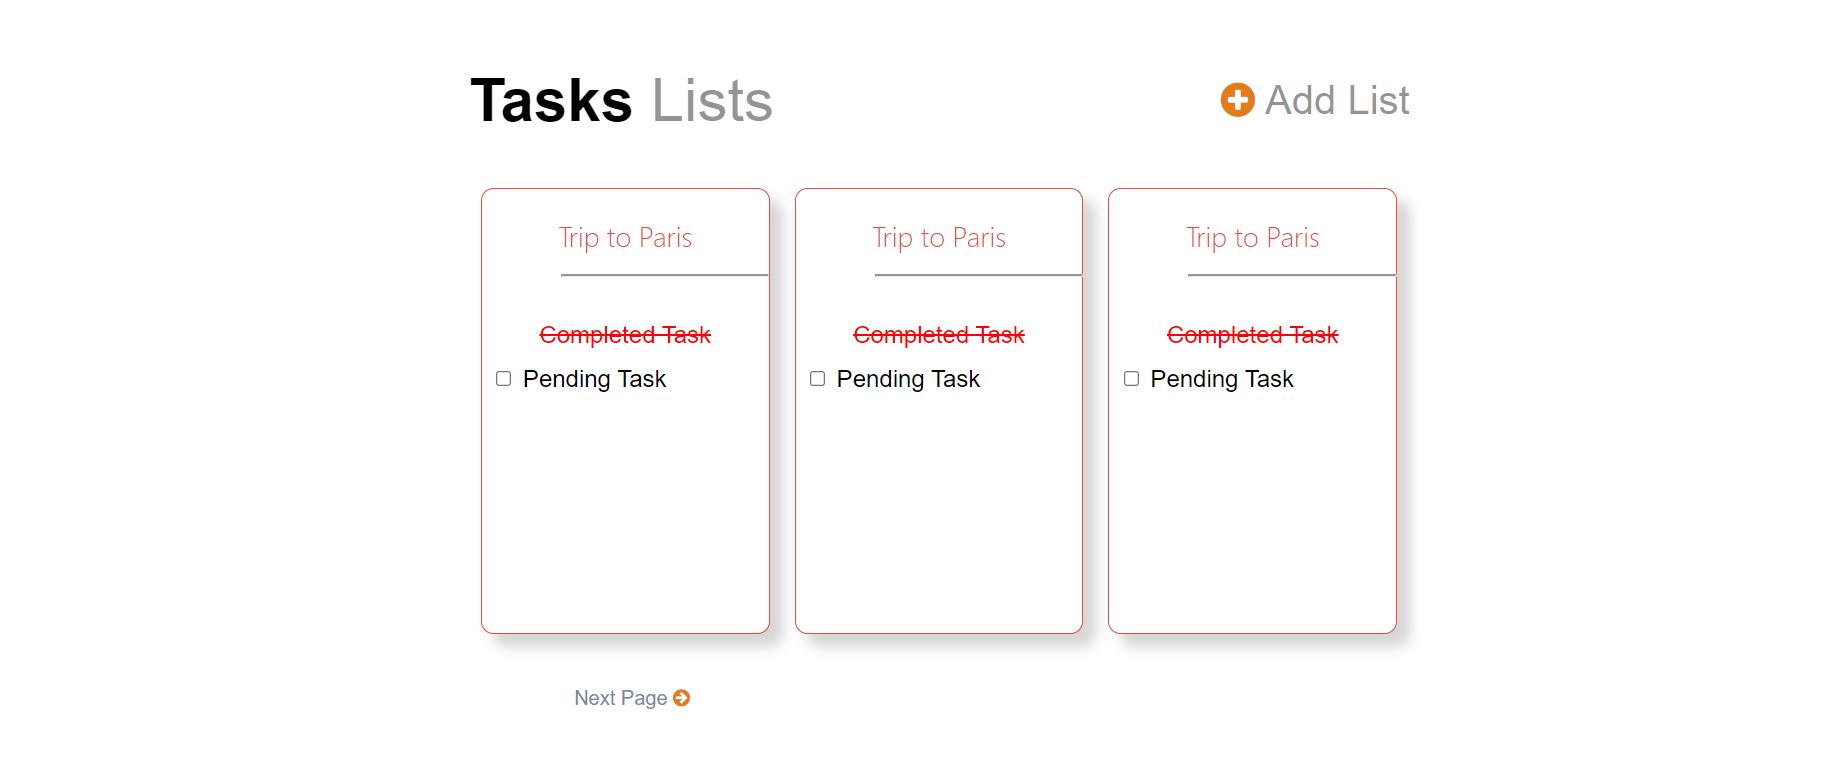 Tasks Lists
Add List
Trip to Paris
Completed Task
Pending Task
Trip to Paris
Completed Task
Pending Task
Trip to Paris
Completed Task
Pending Task
Next Page